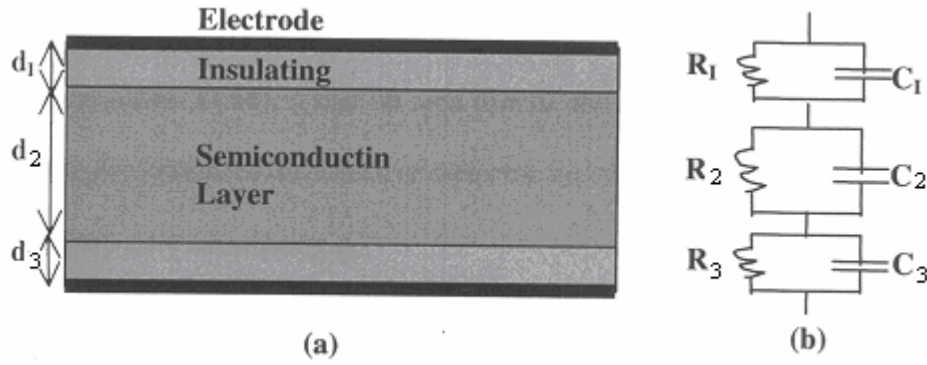 Electrode
d1
Insulating
d2
Semiconductin
Layer
d3
(a)
R1
C1
R2
C2
R3
C3
(b)